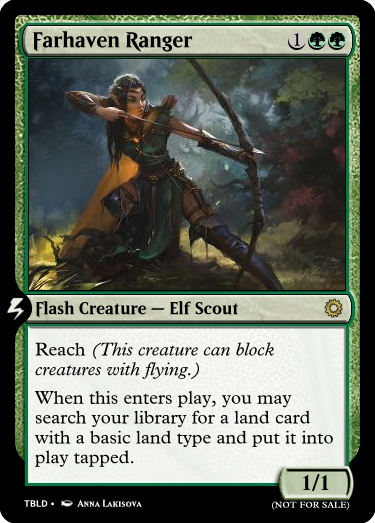 Farhaven Ranger 1
Flash Creature — Elf Scout
Reach (This creature can block
creatures with flying.)
When this enters play, you may
search your library for a land card
with a basic land type and put it into
play tapped.
1/1
TBLD • Anna Lakisova
(NOT FOR SALE)